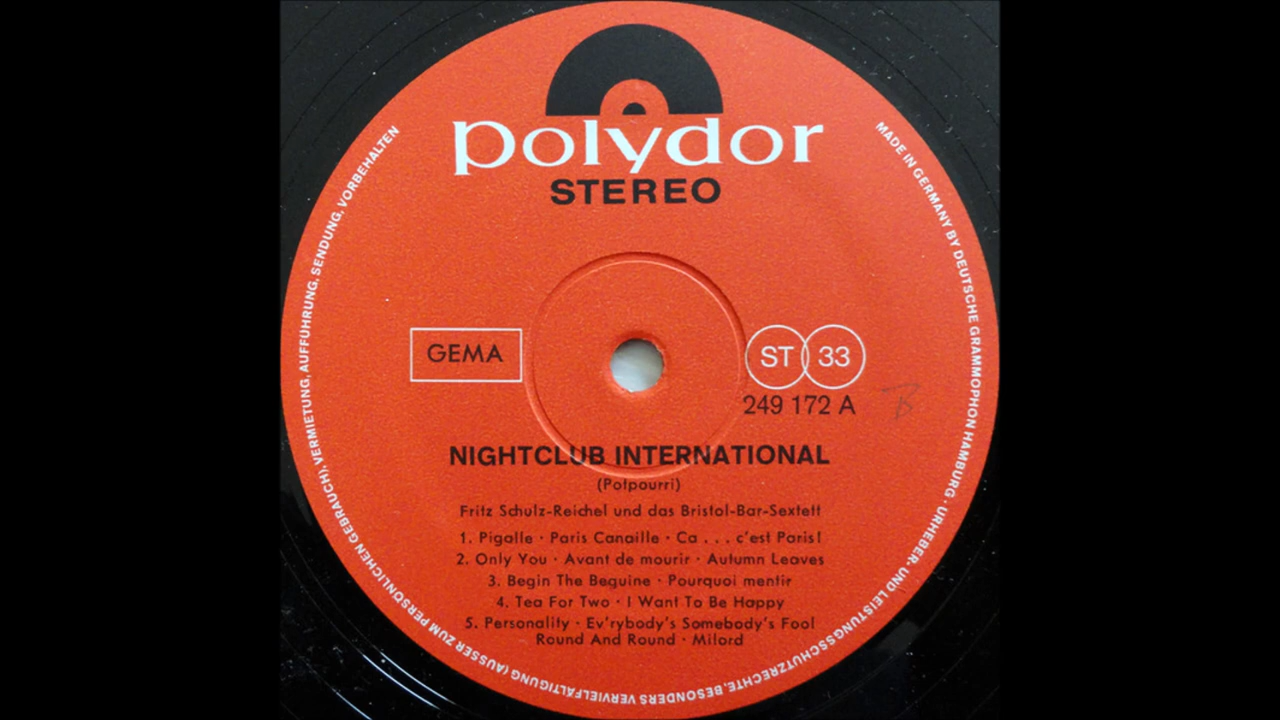 polydor
STEREO
GEMA
ST 33
249 172 A
B
NIGHTCLUB INTERNATIONAL
(Potpourri)
Fritz Schulz-Reichel und das Bristol-Bar-Sextett
1. Pigalle · Paris Canaille · Ca . . . c'est Paris!
2. Only You · Avant de mourir · Autumn Leaves
3. Begin The Beguine · Pourquoi mentir
4. Tea For Two · I Want To Be Happy
5. Personality · Ev'rybody's Somebody's Fool
Round And Round · Milord
MADE IN GERMANY BY DEUTSCHE GRAMMOPHON HAMBURG · URHEBER- UND LEISTUNGSSCHUTZRECHTE, BESONDERS VERVIELFÄLTIGUNG (AUSSER ZUM PERSÖNLICHEN GEBRAUCH), VERMIETUNG, AUFFÜHRUNG, SENDUNG, VORBEHALTEN